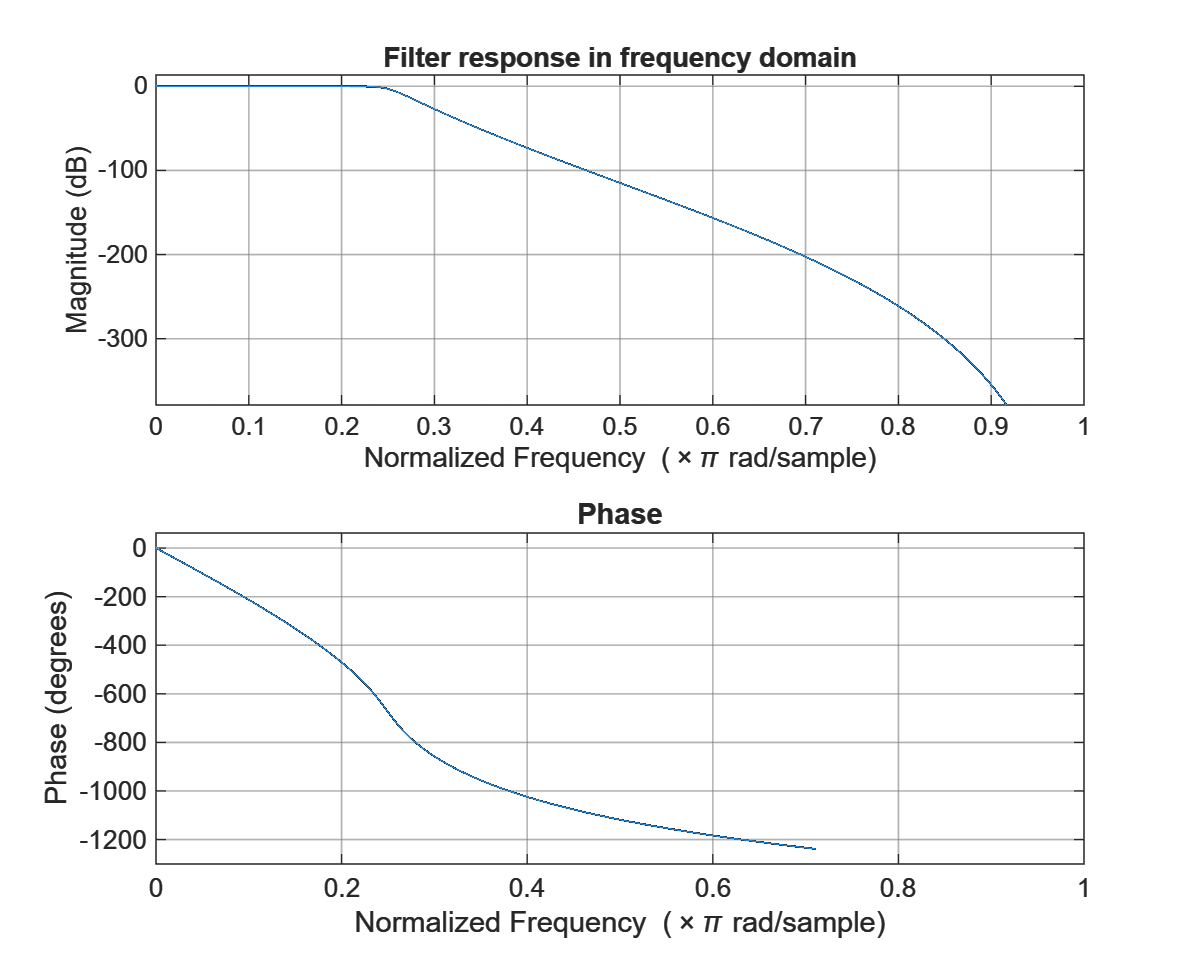 Filter response in frequency domain
0
-100
-200
-300
Magnitude (dB)
0 0.1 0.2 0.3 0.4 0.5 0.6 0.7 0.8 0.9 1
Normalized Frequency ( × π rad/sample)
Phase
0
-200
-400
-600
-800
-1000
-1200
Phase (degrees)
0 0.2 0.4 0.6 0.8 1
Normalized Frequency ( × π rad/sample)